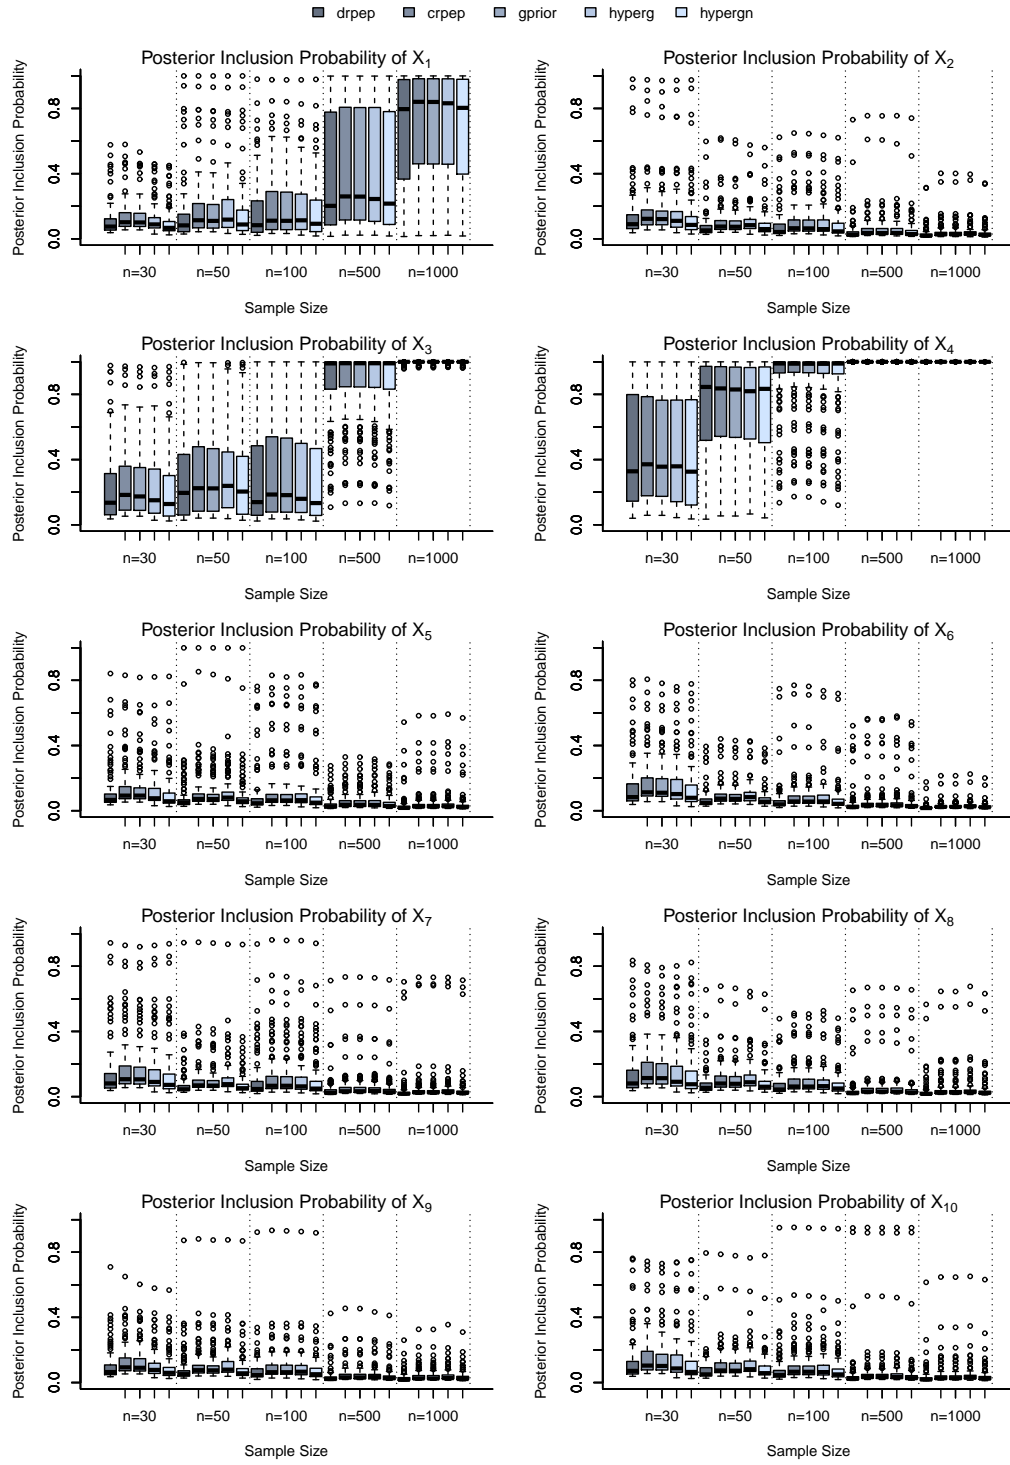 drpep crpep gprior hyperg hypergn
Posterior Inclusion Probability of X1
Posterior Inclusion Probability
0.0 0.4 0.8
n=30 n=50 n=100 n=500 n=1000
Sample Size
Posterior Inclusion Probability of X2
Posterior Inclusion Probability
0.0 0.4 0.8
n=30 n=50 n=100 n=500 n=1000
Sample Size
Posterior Inclusion Probability of X3
Posterior Inclusion Probability
0.0 0.4 0.8
n=30 n=50 n=100 n=500 n=1000
Sample Size
Posterior Inclusion Probability of X4
Posterior Inclusion Probability
0.0 0.4 0.8
n=30 n=50 n=100 n=500 n=1000
Sample Size
Posterior Inclusion Probability of X5
Posterior Inclusion Probability
0.0 0.4 0.8
n=30 n=50 n=100 n=500 n=1000
Sample Size
Posterior Inclusion Probability of X6
Posterior Inclusion Probability
0.0 0.4 0.8
n=30 n=50 n=100 n=500 n=1000
Sample Size
Posterior Inclusion Probability of X7
Posterior Inclusion Probability
0.0 0.4 0.8
n=30 n=50 n=100 n=500 n=1000
Sample Size
Posterior Inclusion Probability of X8
Posterior Inclusion Probability
0.0 0.4 0.8
n=30 n=50 n=100 n=500 n=1000
Sample Size
Posterior Inclusion Probability of X9
Posterior Inclusion Probability
0.0 0.4 0.8
n=30 n=50 n=100 n=500 n=1000
Sample Size
Posterior Inclusion Probability of X10
Posterior Inclusion Probability
0.0 0.4 0.8
n=30 n=50 n=100 n=500 n=1000
Sample Size